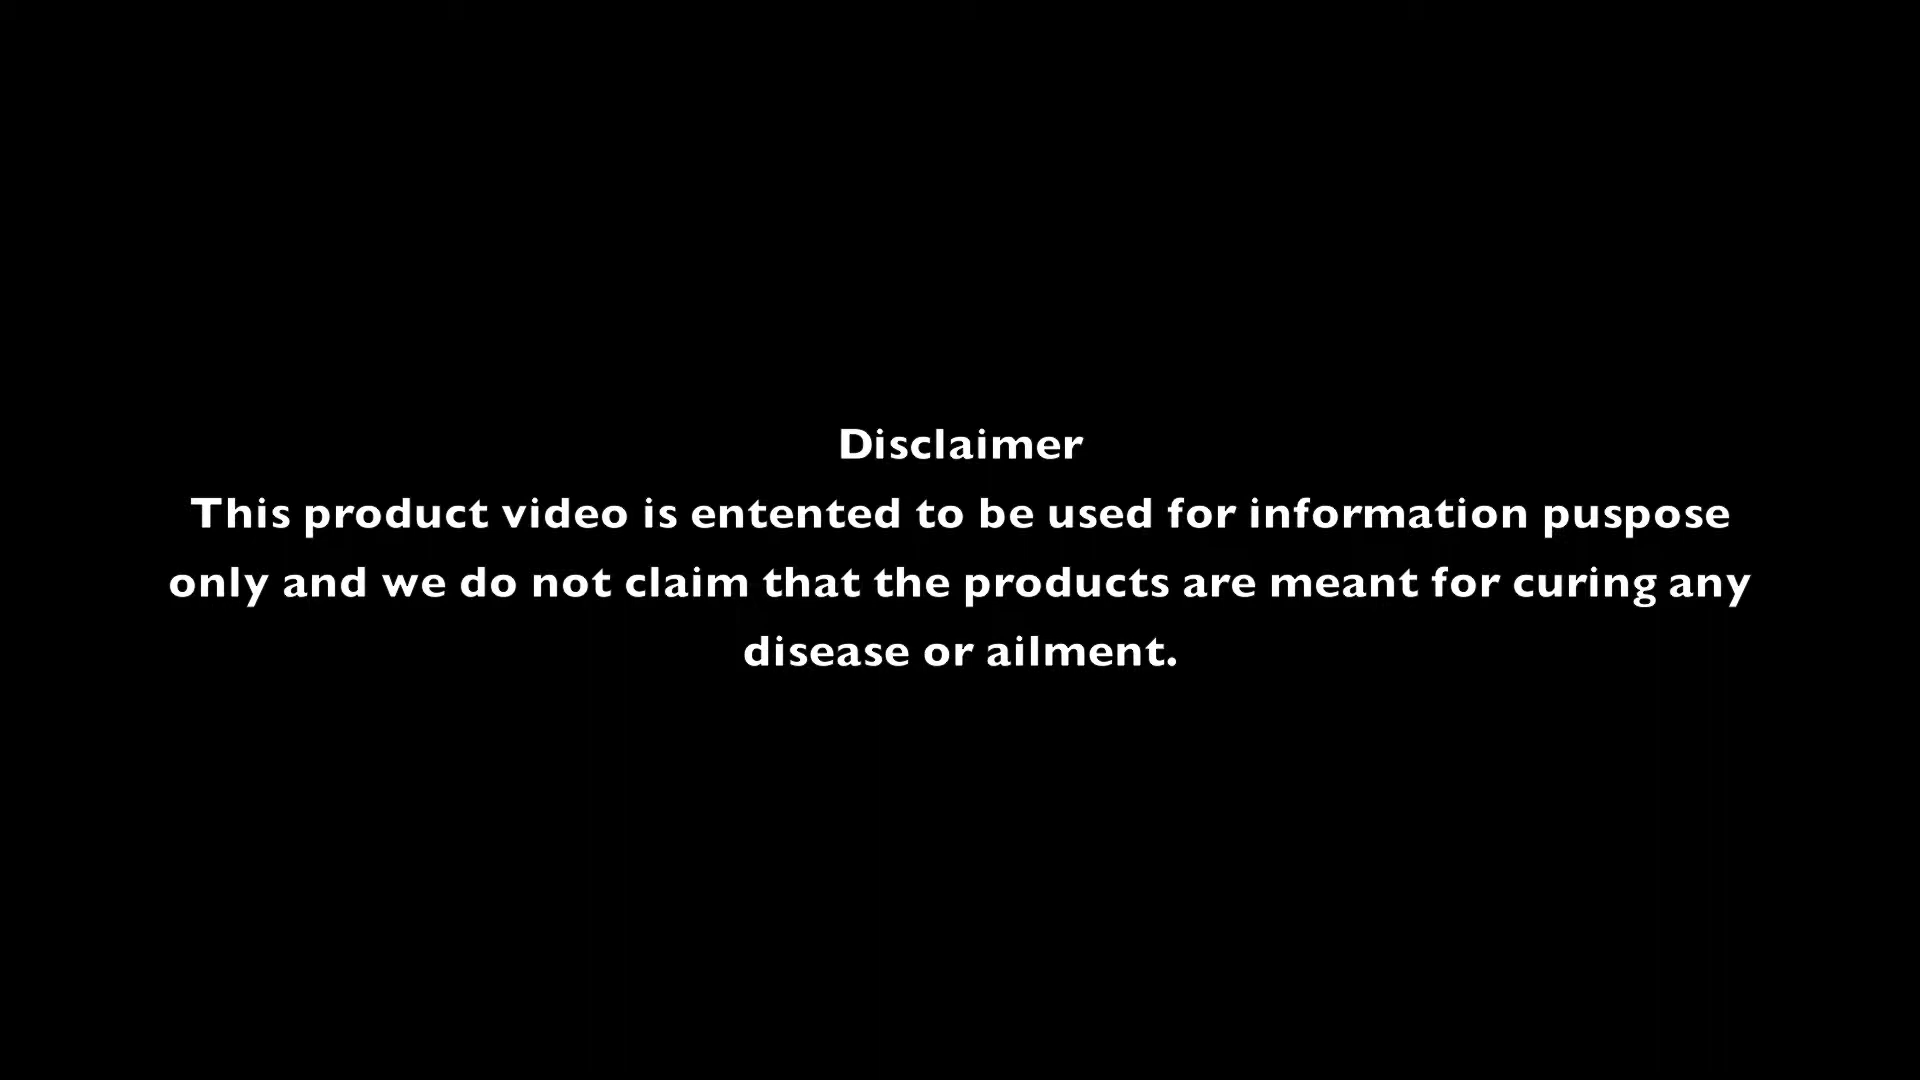 Disclaimer
This product video is entented to be used for information puspose
only and we do not claim that the products are meant for curing any
disease or ailment.